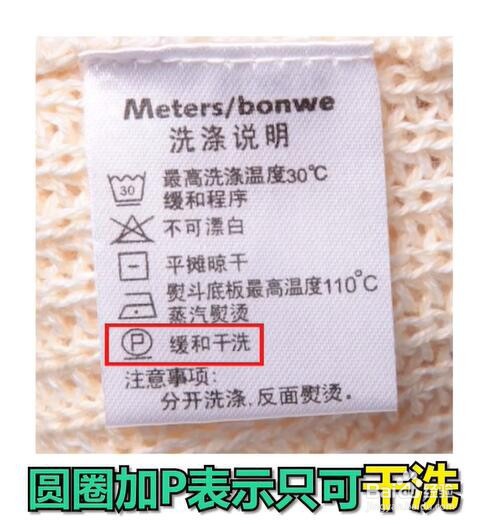 Meters/bonwe
洗涤说明
30
最高洗涤温度30℃
缓和程序
不可漂白
平摊晾干
熨斗底板最高温度110℃
蒸汽熨烫
P 缓和干洗
注意事项:
分开洗涤、反面熨烫。
圆圈加P表示只可干洗